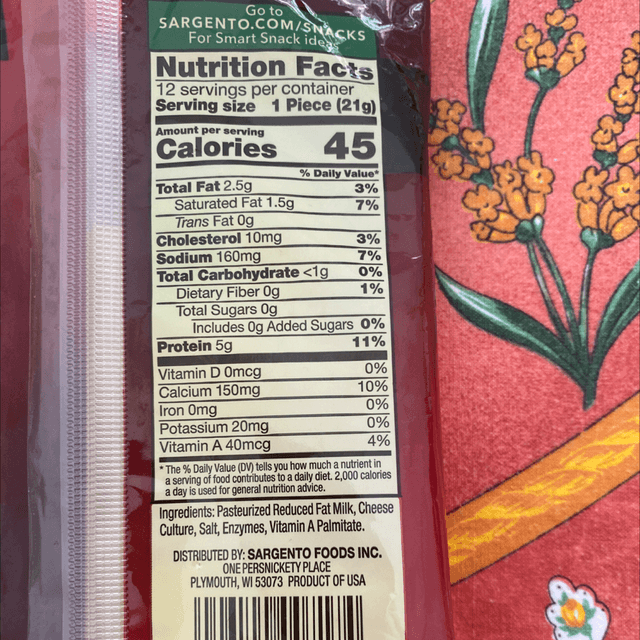 Go to
SARGENTO.COM/SNACKS
For Smart Snack ideas
Nutrition Facts
12 servings per container
Serving size 1 Piece (21g)
Amount per serving
Calories 45
% Daily Value*
Total Fat 2.5g 3%
Saturated Fat 1.5g 7%
Trans Fat 0g
Cholesterol 10mg 3%
Sodium 160mg 7%
Total Carbohydrate <1g 0%
Dietary Fiber 0g 1%
Total Sugars 0g
Includes 0g Added Sugars 0%
Protein 5g 11%
Vitamin D 0mcg 0%
Calcium 150mg 10%
Iron 0mg 0%
Potassium 20mg 0%
Vitamin A 40mcg 4%
* The % Daily Value (DV) tells you how much a nutrient in
a serving of food contributes to a daily diet. 2,000 calories
a day is used for general nutrition advice.
Ingredients: Pasteurized Reduced Fat Milk, Cheese
Culture, Salt, Enzymes, Vitamin A Palmitate.
DISTRIBUTED BY: SARGENTO FOODS INC.
ONE PERSNICKETY PLACE
PLYMOUTH, WI 53073 PRODUCT OF USA